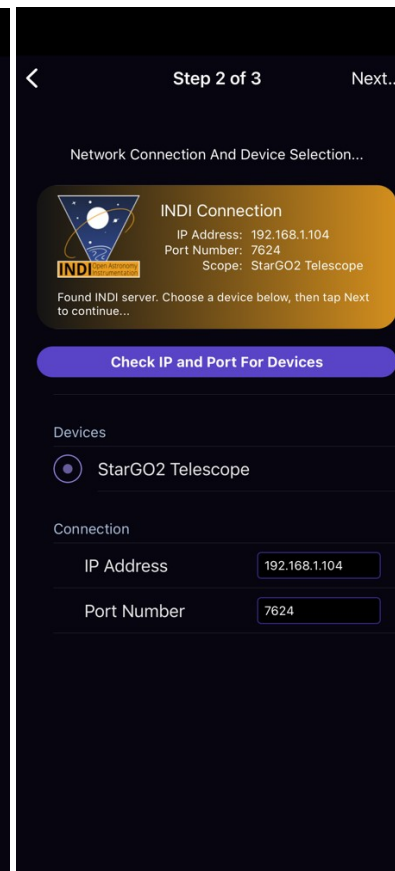 Step 2 of 3
Next..
Network Connection And Device Selection...
INDI Connection
IP Address: 192.168.1.104
Port Number: 7624
Scope: StarGO2 Telescope
INDI Open Astronomy
Instrumentation
Found INDI server. Choose a device below, then tap Next
to continue...
Check IP and Port For Devices
Devices
StarGO2 Telescope
Connection
IP Address 192.168.1.104
Port Number 7624